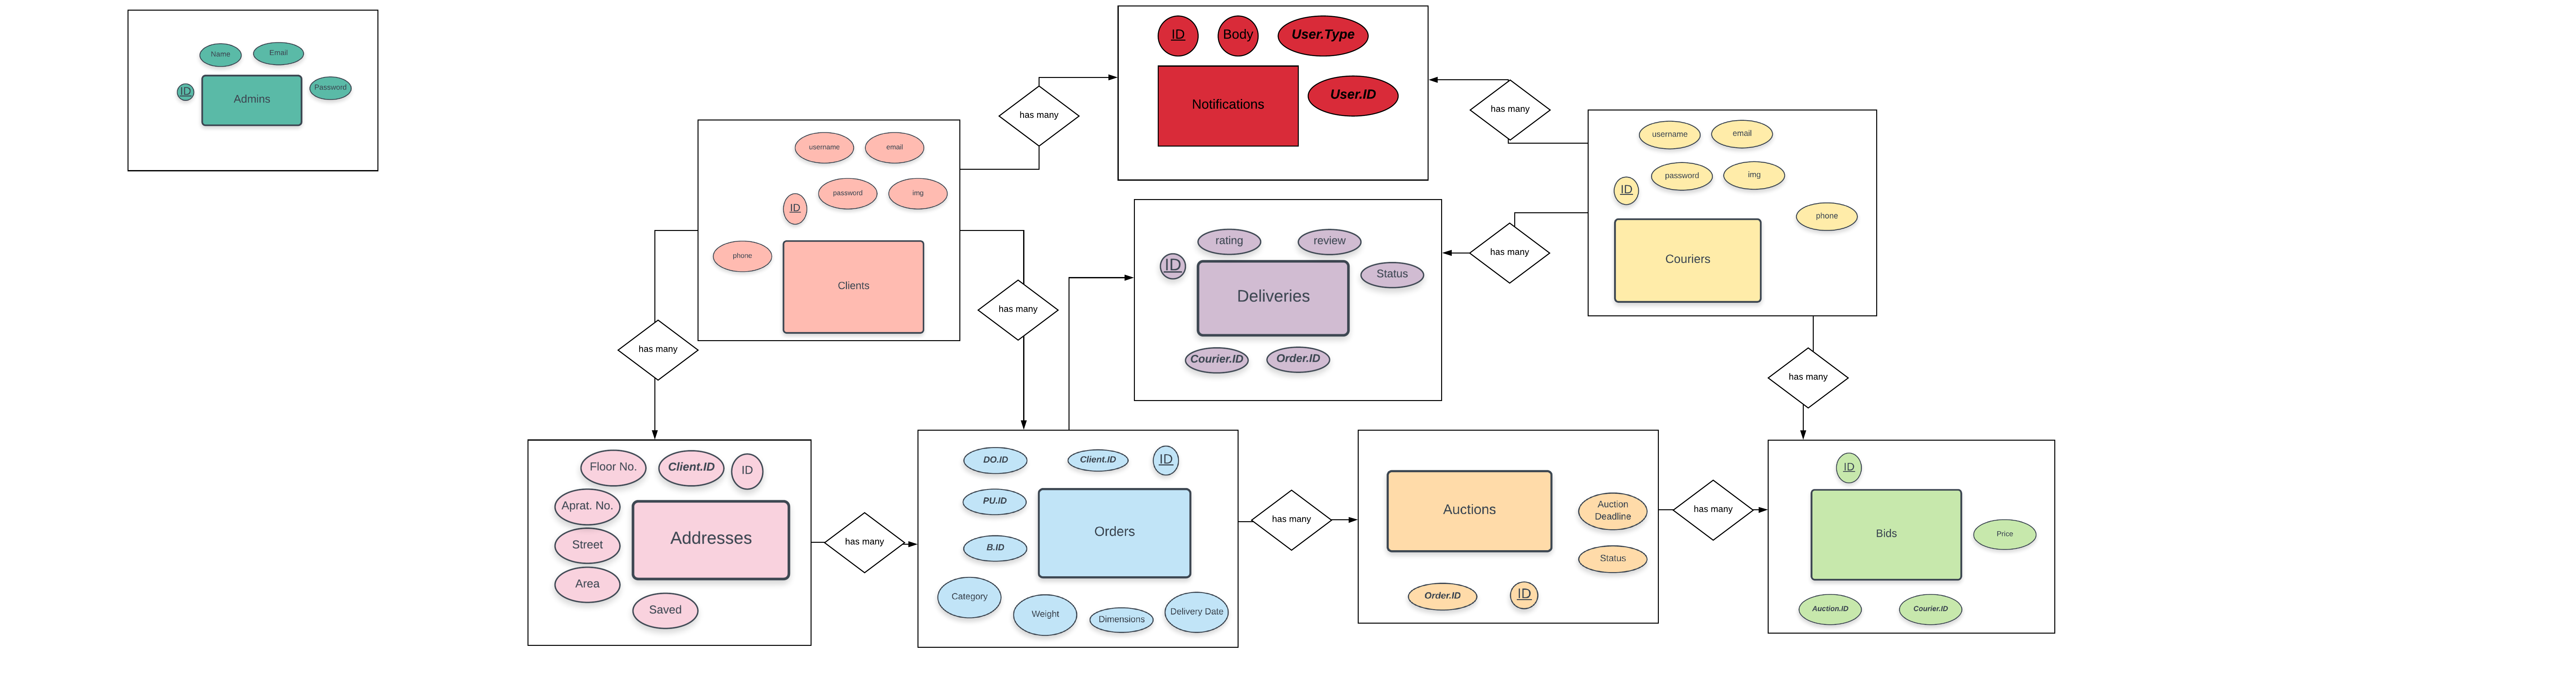 Name
Email
ID
Password
Admins
ID
Body
User.Type
User.ID
Notifications
has many
has many
username
email
password
img
ID
phone
Clients
username
email
password
img
ID
phone
Couriers
has many
rating
review
ID
Status
Deliveries
Courier.ID
Order.ID
has many
has many
has many
Floor No.
Client.ID
ID
Aprat. No.
Street
Area
Saved
Addresses
has many
DO.ID
Client.ID
ID
PU.ID
B.ID
Orders
Category
Weight
Dimensions
Delivery Date
has many
Auctions
Auction
Deadline
Status
Order.ID
ID
has many
ID
Bids
Price
Auction.ID
Courier.ID